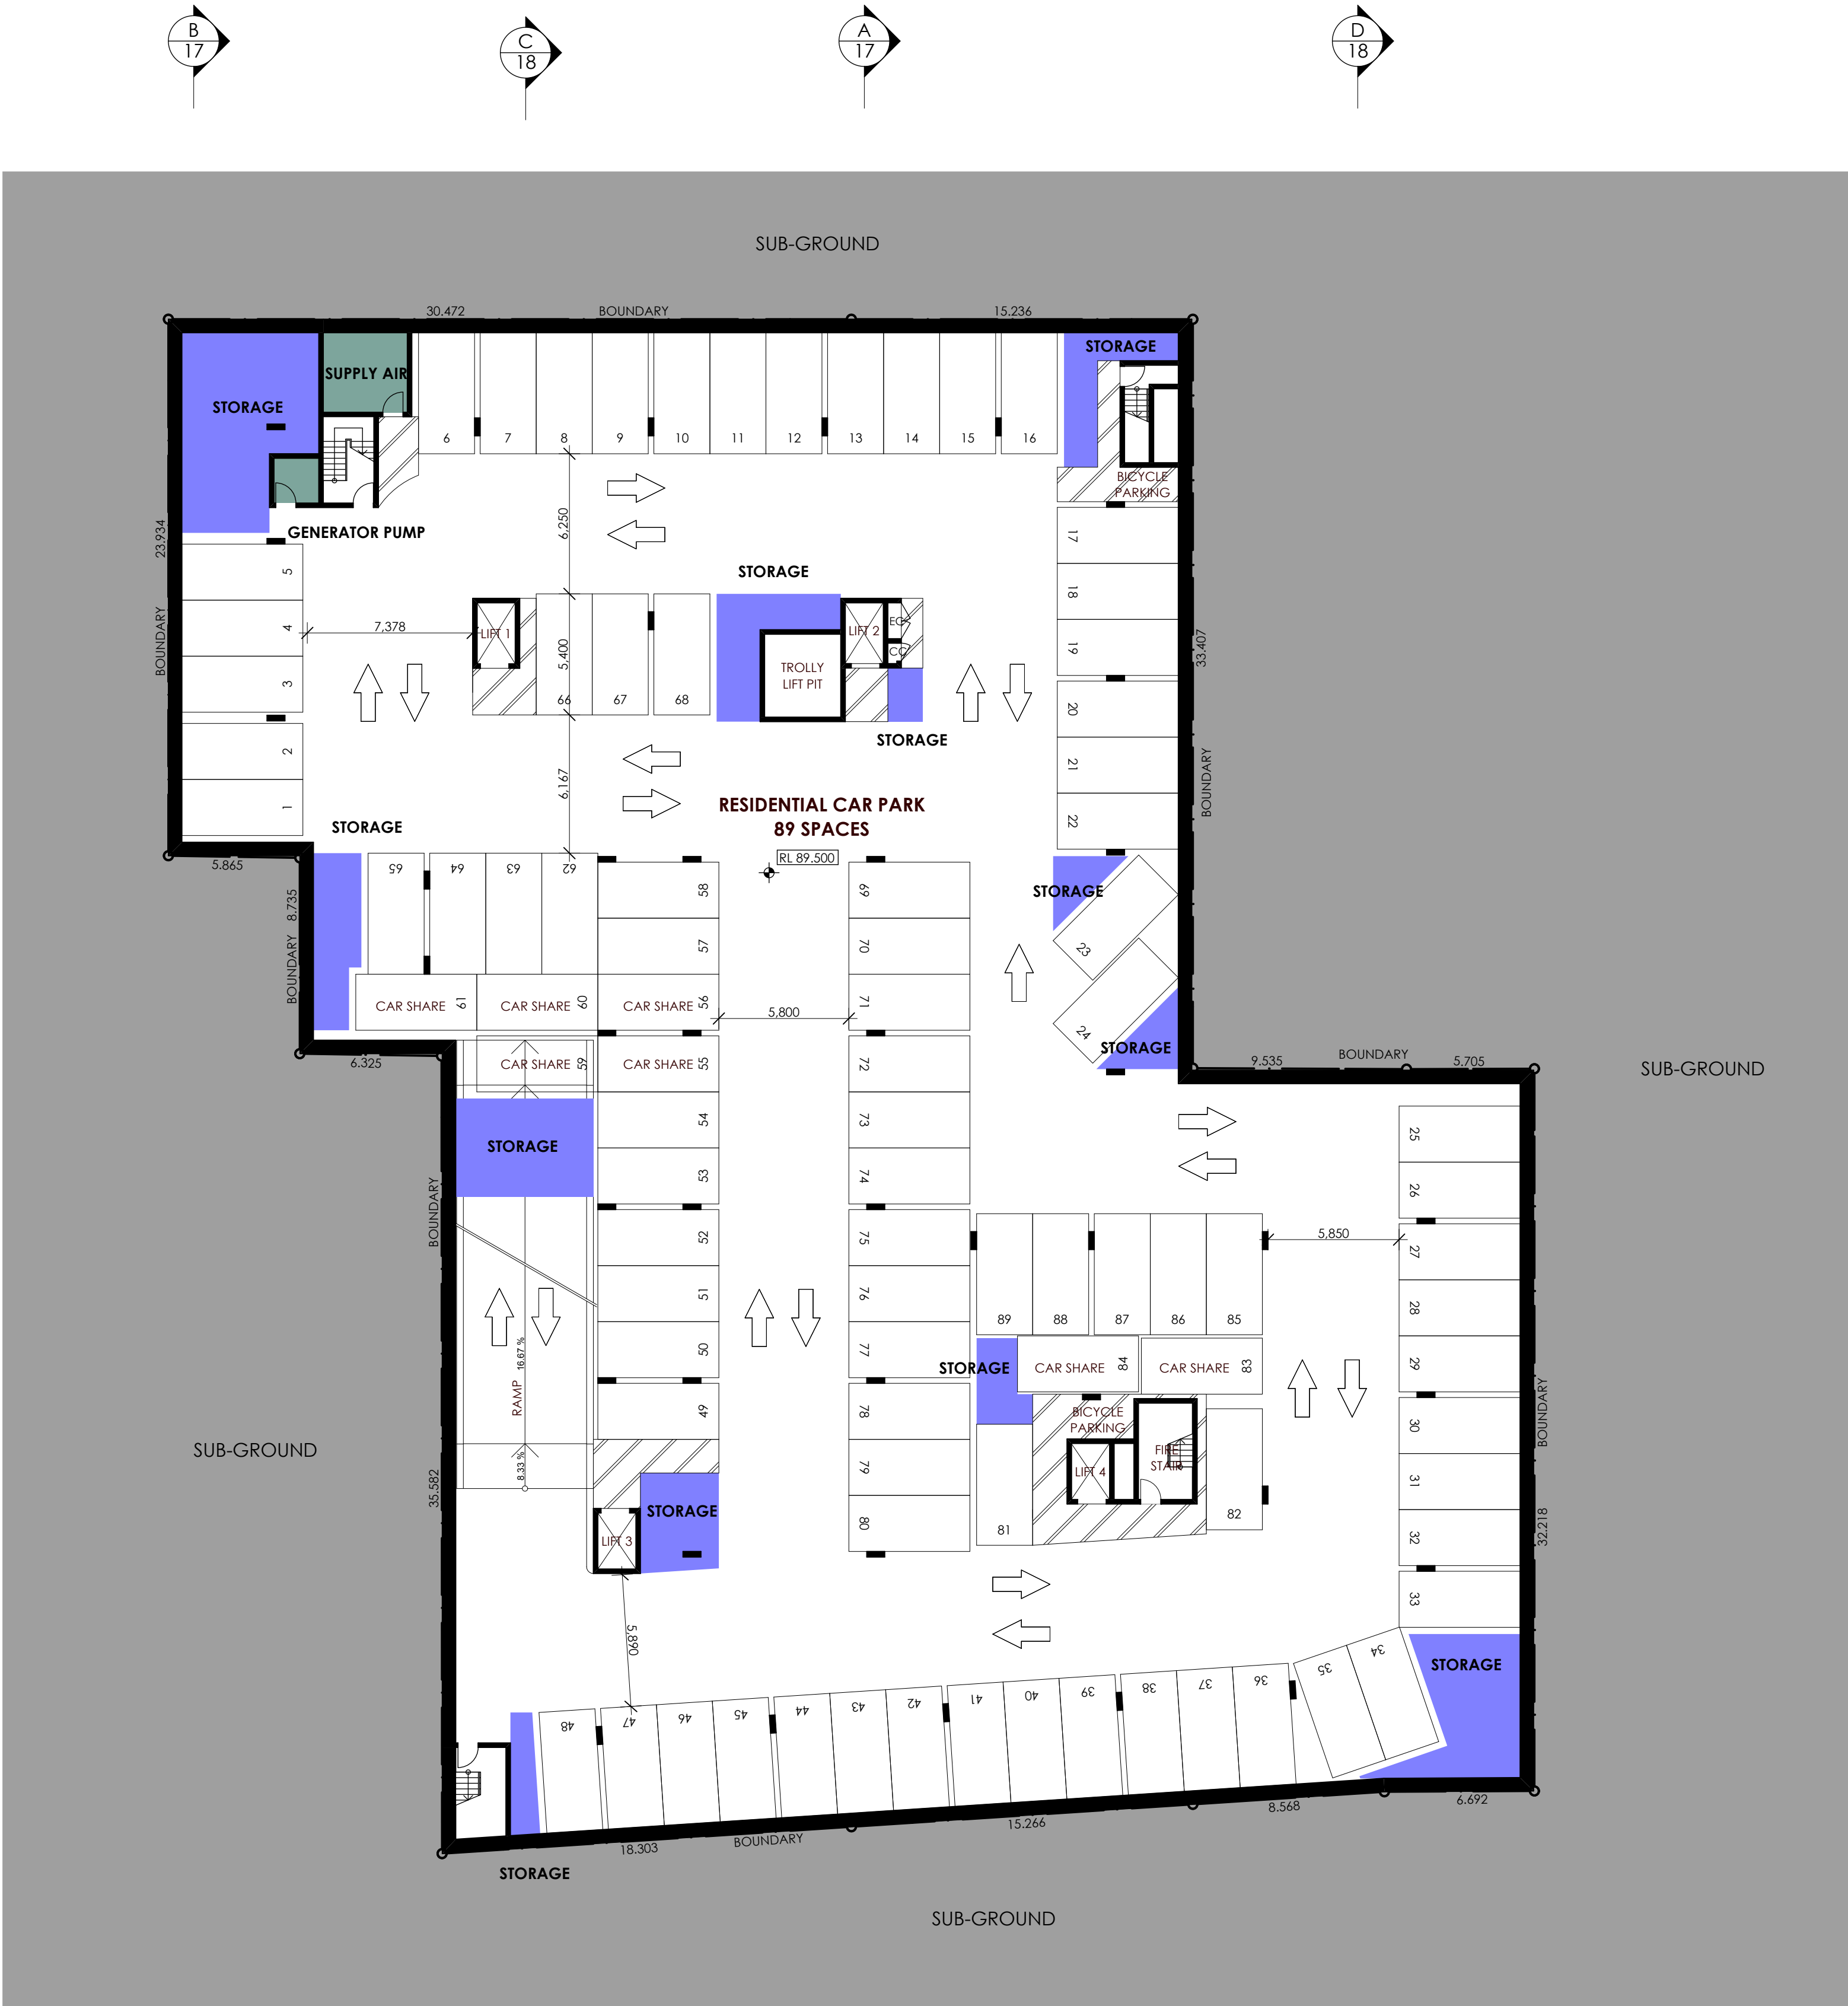 B
17
C
18
A
17
D
18
SUB-GROUND
30.472
BOUNDARY
15.236
STORAGE
SUPPLY AIR
STORAGE
6
7
8
9
10
11
12
13
14
15
16
BICYCLE
PARKING
GENERATOR PUMP
23.934
BOUNDARY
6,250
STORAGE
5
4
3
2
1
7,378
LIFT 1
5,400
66
67
68
TROLLY
LIFT PIT
LIFT 2
EC
CC
STORAGE
17
18
19
20
21
22
33.407
BOUNDARY
6,167
RESIDENTIAL CAR PARK
89 SPACES
RL 89.500
STORAGE
5.865
8.735
BOUNDARY
65
64
63
62
58
57
CAR SHARE 61
CAR SHARE 60
CAR SHARE 56
5,800
69
70
71
STORAGE
23
24
STORAGE
6.325
CAR SHARE 59
CAR SHARE 55
72
9.535
BOUNDARY
5.705
SUB-GROUND
STORAGE
54
53
52
51
50
49
73
74
75
76
77
78
79
80
BOUNDARY
35.582
RAMP
16.67 %
8.33 %
SUB-GROUND
25
26
27
28
29
30
31
32
33
5,850
89
88
87
86
85
STORAGE
CAR SHARE 84
CAR SHARE 83
BICYCLE
PARKING
LIFT 4
FIRE
STAIR
81
82
BOUNDARY
32.218
STORAGE
LIFT 3
5,890
STORAGE
48
47
46
45
44
43
42
41
40
39
38
37
36
35
34
18.303
BOUNDARY
15.266
8.568
6.692
STORAGE
SUB-GROUND